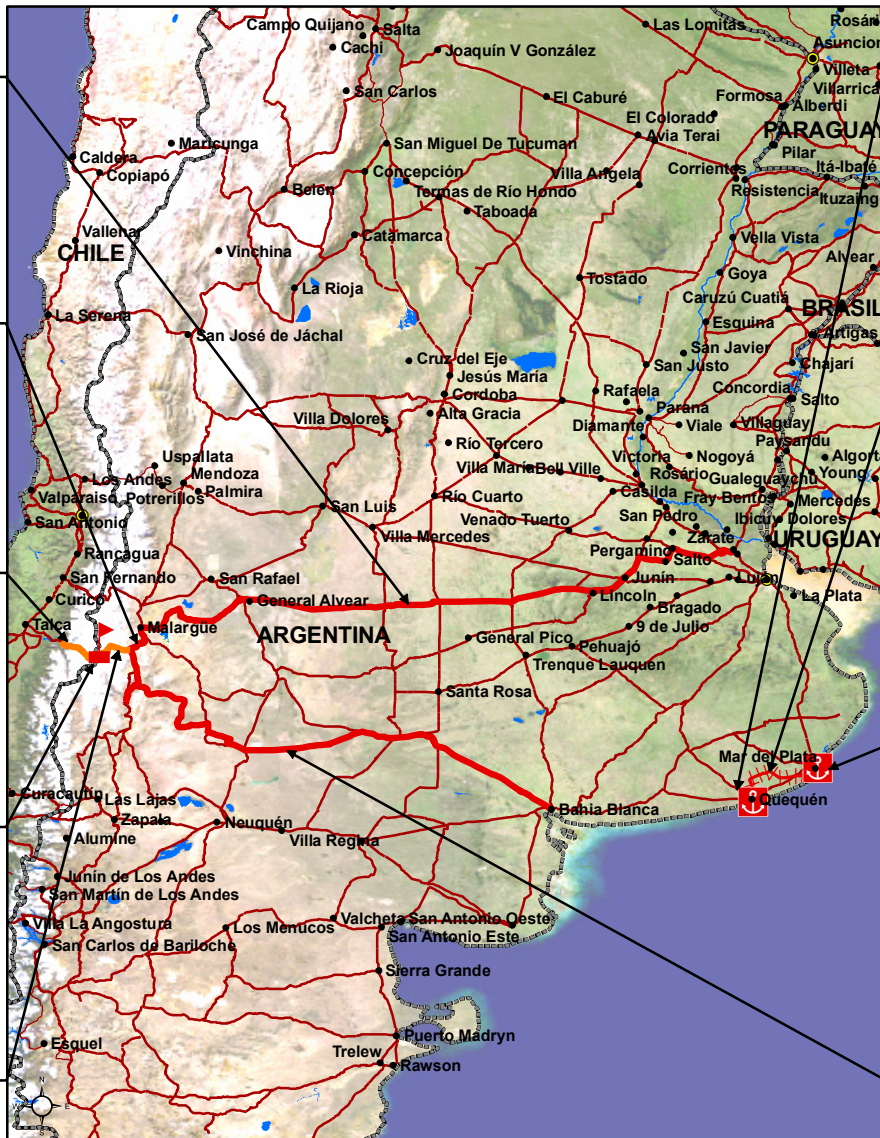 Campo Quijano
Salta
Cachi
Joaquín V González
Las Lomitas
Rosári
Asuncion
Villeta
Villarrica
San Carlos
El Caburé
Formosa
Alberdi
El Colorado
Avia Terai
PARAGUAY
Maricunga
San Miguel De Tucuman
Pilar
Caldera
Copiapó
Concepción
Villa Angela
Corrientes
Itá-Ibaté
Belen
Termas de Río Hondo
Resistencia
Ituzaing
Taboada
Vallenar
Catamarca
Vella Vista
CHILE
Vinchina
Alvear
Goya
La Rioja
Tostado
Caruzú Cuatiá
BRASIL
La Serena
Esquina
Artigas
San José de Jáchal
San Javier
Cruz del Eje
San Justo
Chajarí
Jesús María
Concordia
Cordoba
Rafaela
Salto
Villa Dolores
Alta Gracia
Paraná
Diamante
Viale
Villaguay
Río Tercero
Paysandu
Uspallata
Victoria
Nogoyá
Algorta
Villa María
Bell Ville
Rosário
Young
Los Andes
Mendoza
Gualeguaychú
Valparaiso
Potrerillos
Palmira
Río Cuarto
Casilda
Fray Bentos
Mercedes
San Luis
San Antonio
Venado Tuerto
San Pedro
Ibicuy
Dolores
Villa Mercedes
Zárate
URUGUAY
Rancagua
Pergamino
San Fernando
San Rafael
Salto
Junín
Luján
Curicó
General Alvear
Lincoln
La Plata
Bragado
Talca
Malargüe
ARGENTINA
General Pico
9 de Julio
Pehuajó
Trenque Lauquen
Santa Rosa
Mar del Plata
Curacautín
Las Lajas
Quequén
Zapala
Neuquén
Bahia Blanca
Alumine
Villa Regina
Junín de Los Andes
San Martín de Los Andes
Villa La Angostura
Los Menucos
Valcheta
San Antonio Oeste
San Carlos de Bariloche
San Antonio Este
Sierra Grande
Esquel
Puerto Madryn
Trelew
Rawson
N
W
E